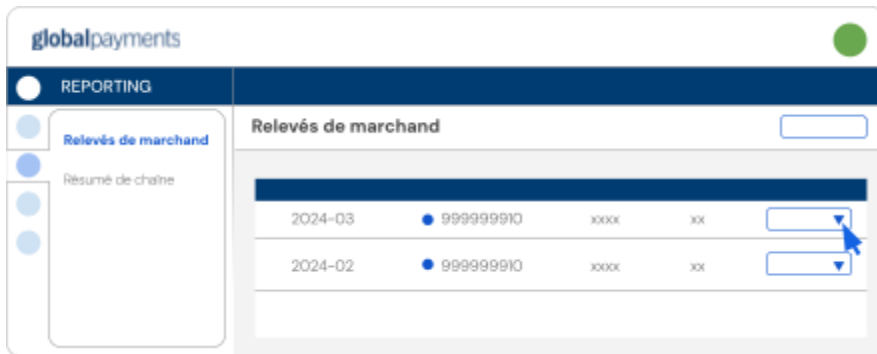 globalpayments
REPORTING
Relevés de marchand
Résumé de chaîne
Relevés de marchand
2024-03 999999910 xxxx xx
2024-02 999999910 xxxx xx